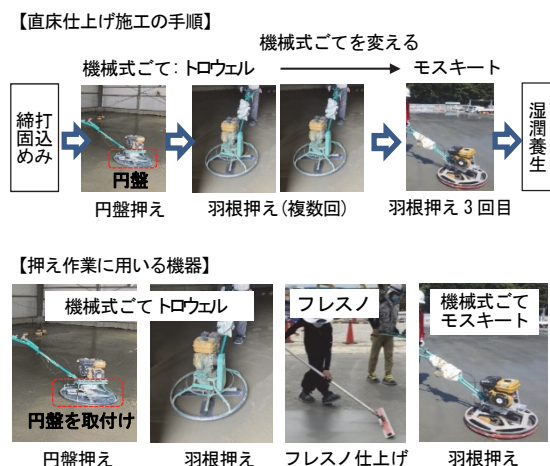 【直床仕上げ施工の手順】
機械式ごてを変える
機械式ごて：トロウェル
モスキート
打込み
締固め
円盤
湿潤養生
円盤押え
羽根押え(複数回)
羽根押え3回目
【押え作業に用いる機器】
機械式ごてトロウェル
フレスノ
機械式ごて
モスキート
円盤を取付け
円盤押え
羽根押え
フレスノ仕上げ
羽根押え